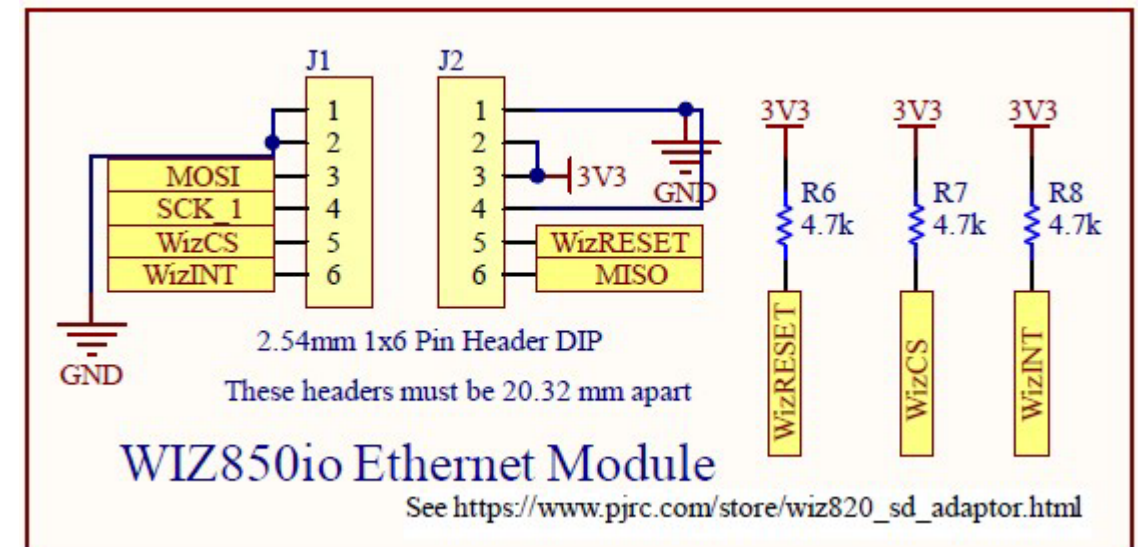 J1
1
2
MOSI 3
SCK_1 4
WizCS 5
WizINT 6
GND
J2
1
2
3 3V3
4
5 WizRESET
6 MISO
GND
3V3
R6
4.7k
WizRESET
3V3
R7
4.7k
WizCS
3V3
R8
4.7k
WizINT
2.54mm 1x6 Pin Header DIP
These headers must be 20.32 mm apart
WIZ850io Ethernet Module
See https://www.pjrc.com/store/wiz820_sd_adaptor.html